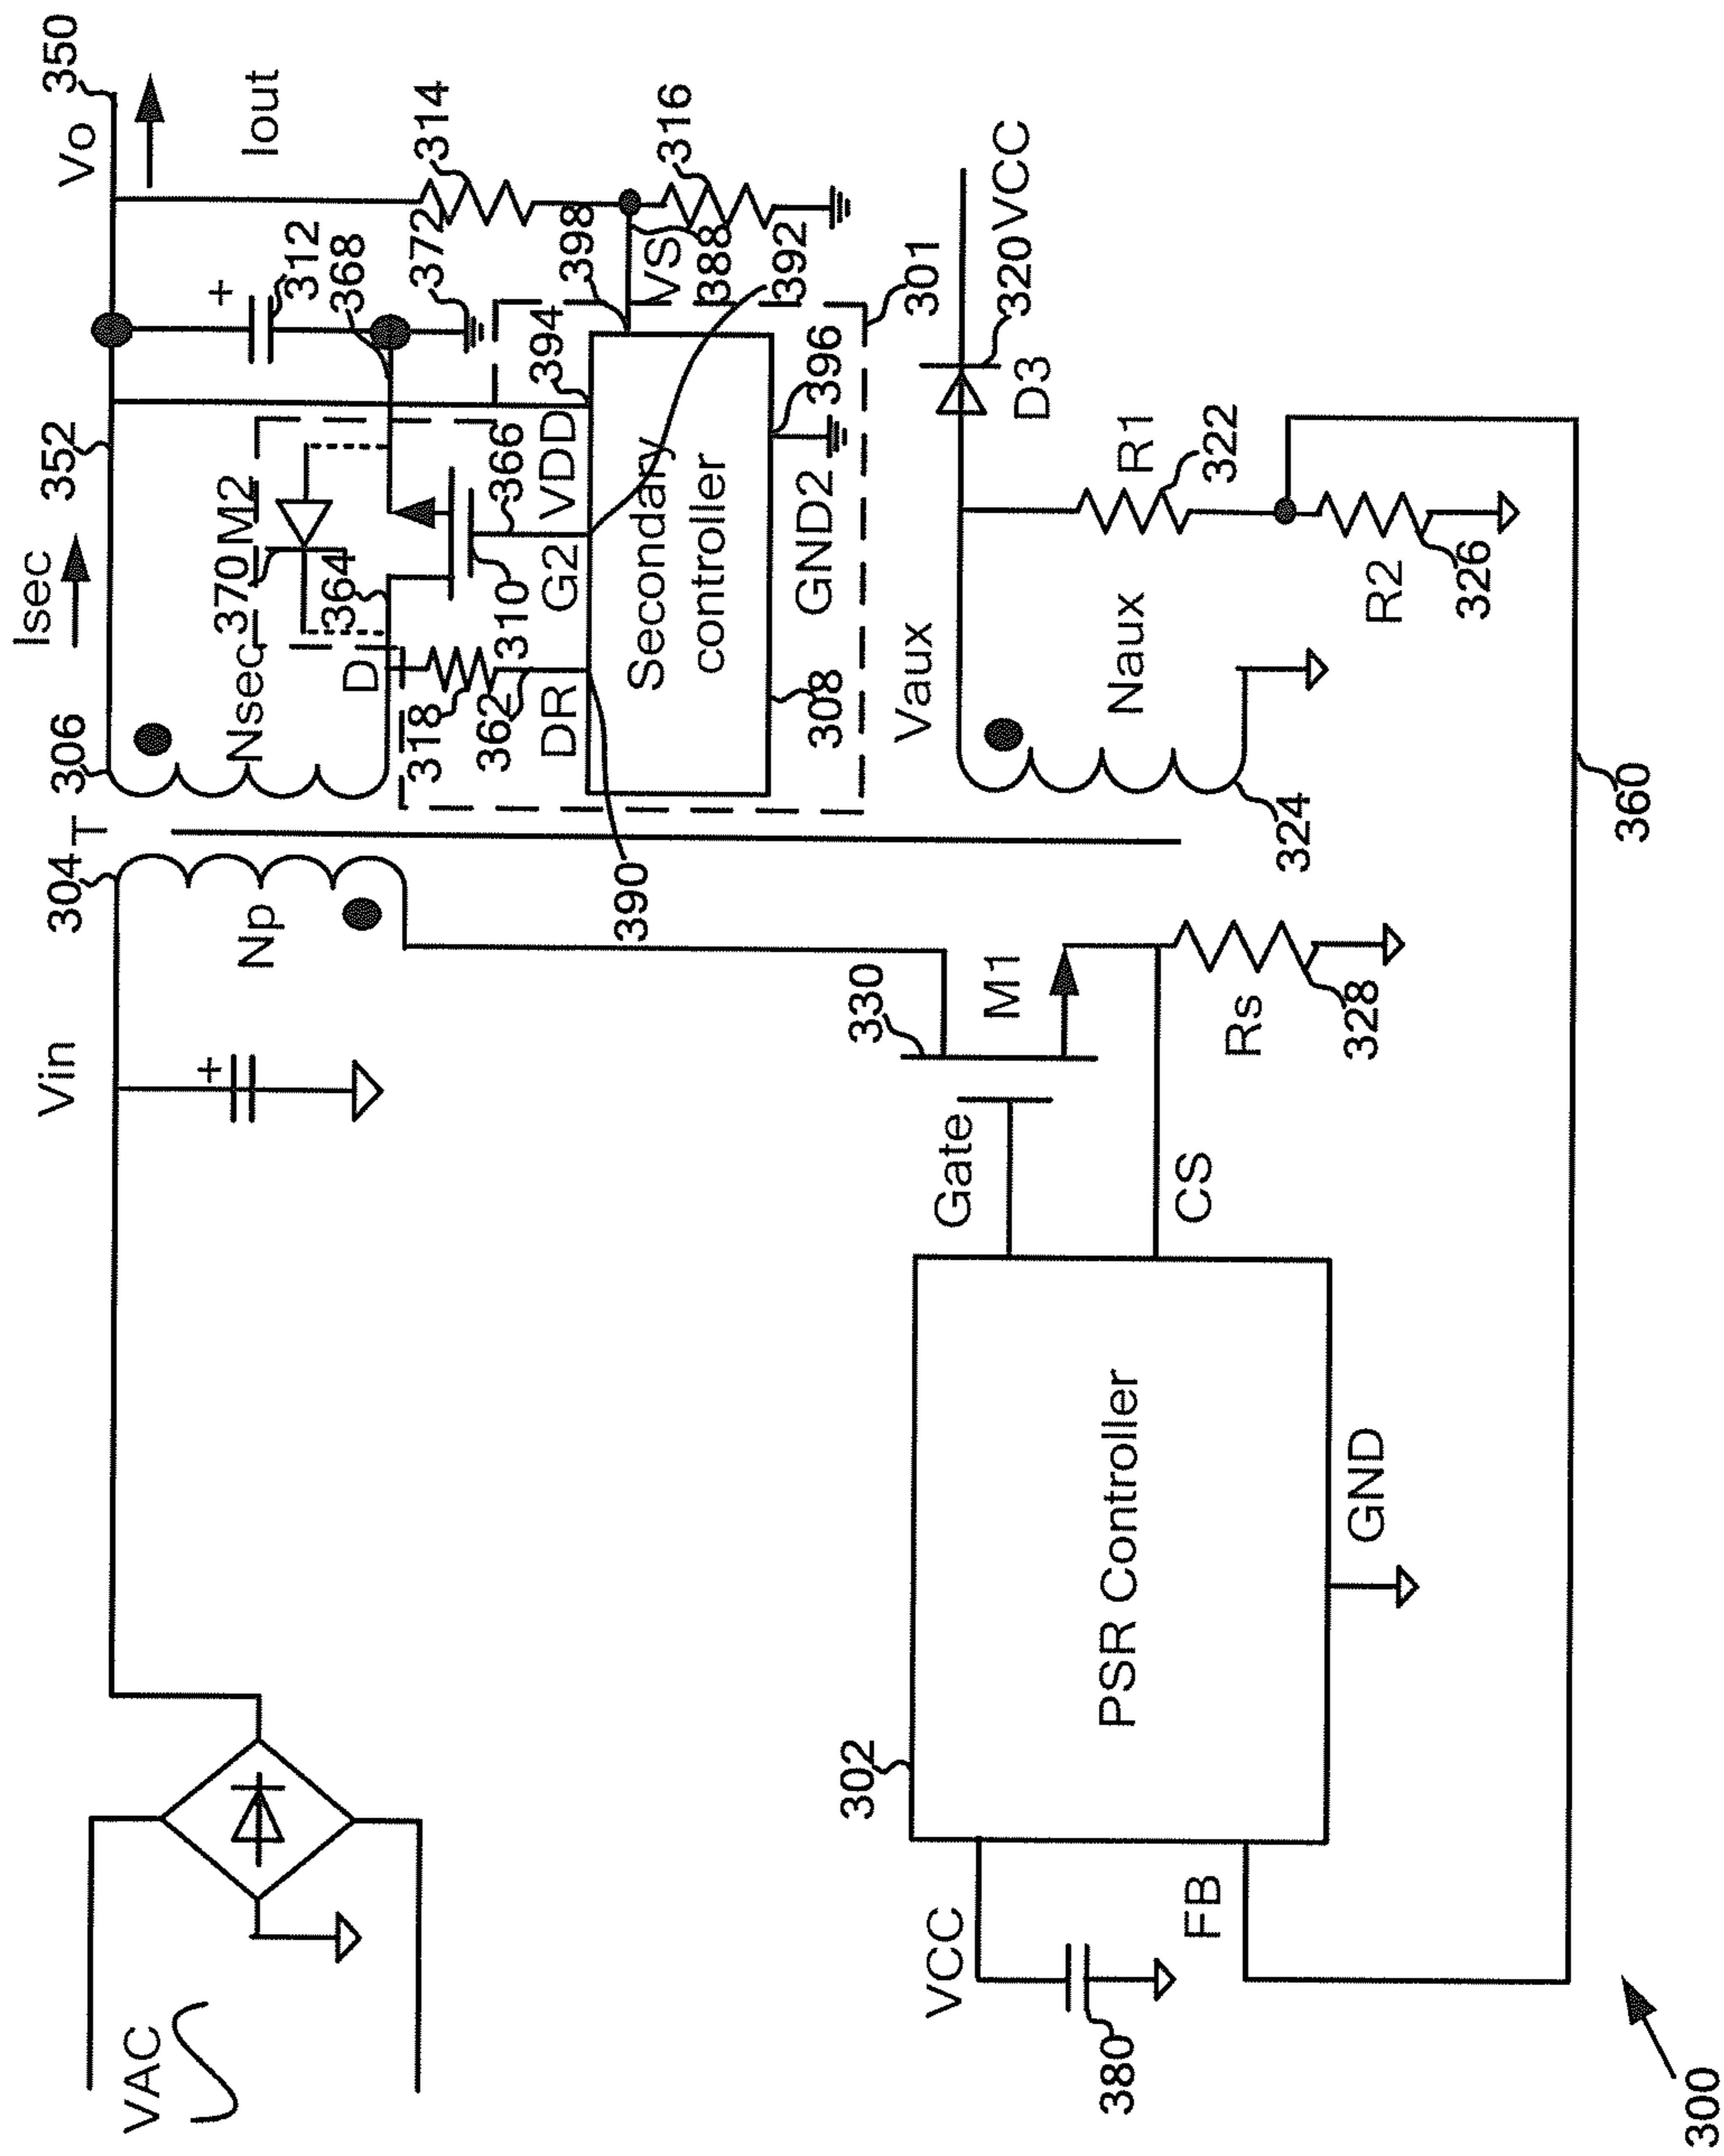 VAC
Vin
+
304
T
306
Np
Nsec
Isec
352
Vo
350
Iout
+
312
368
372
314
316
370
M2
364
D
318
362
310
366
DR
G2
VDD
394
398
VS
388
392
390
Secondary
controller
308
GND2
396
301
302
PSR Controller
VCC
380
FB
GND
Gate
CS
330
M1
Rs
328
Vaux
Naux
324
D3
320
VCC
R1
322
R2
326
360
300